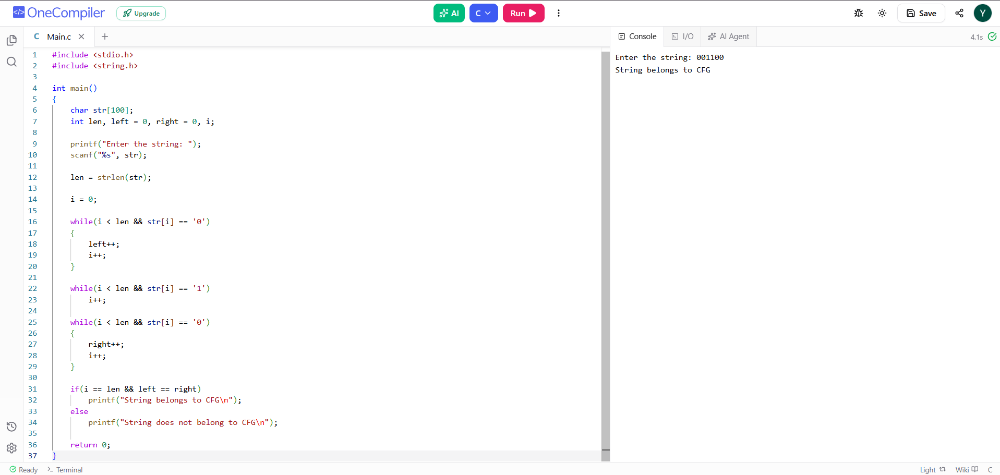 </> OneCompiler
Upgrade
AI
C
Run
Save
Y
C Main.c
Console
I/O
AI Agent
4.1s
1 #include <stdio.h>
2 #include <string.h>
3
4 int main()
5 {
6     char str[100];
7     int len, left = 0, right = 0, i;
8
9     printf("Enter the string: ");
10     scanf("%s", str);
11
12     len = strlen(str);
13
14     i = 0;
15
16     while(i < len && str[i] == '0')
17     {
18         left++;
19         i++;
20     }
21
22     while(i < len && str[i] == '1')
23         i++;
24
25     while(i < len && str[i] == '0')
26     {
27         right++;
28         i++;
29     }
30
31     if(i == len && left == right)
32         printf("String belongs to CFG\n");
33     else
34         printf("String does not belong to CFG\n");
35
36     return 0;
37 }
Enter the string: 001100
String belongs to CFG
Ready
Terminal
Light
Wiki
C